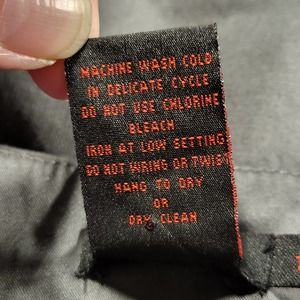 MACHINE WASH COLD
IN DELICATE CYCLE
DO NOT USE CHLORINE
BLEACH
IRON AT LOW SETTING
DO NOT WRING OR TWIST
HANG TO DRY
OR
DRY CLEAN